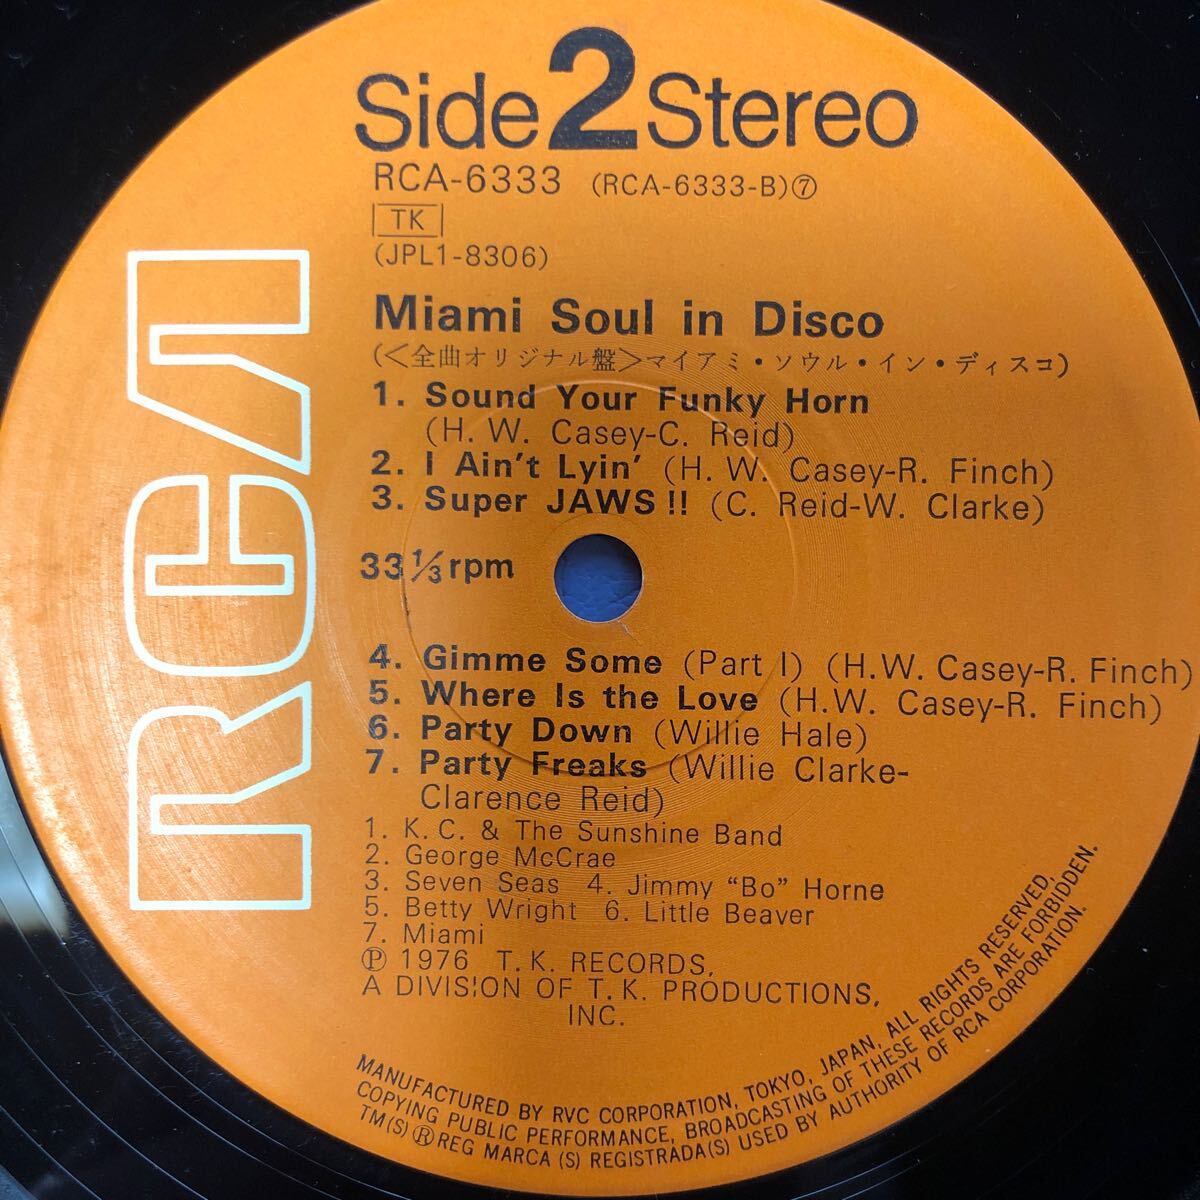 Side 2 Stereo
RCA-6333 (RCA-6333-B)⑦
TK
(JPL1-8306)
RCA
Miami Soul in Disco
(<全曲オリジナル盤>マイアミ・ソウル・イン・ディスコ)
1. Sound Your Funky Horn
(H. W. Casey-C. Reid)
2. I Ain't Lyin' (H. W. Casey-R. Finch)
3. Super JAWS!! (C. Reid-W. Clarke)
33 1/3 rpm
4. Gimme Some (Part I) (H.W. Casey-R. Finch)
5. Where Is the Love (H.W. Casey-R. Finch)
6. Party Down (Willie Hale)
7. Party Freaks (Willie Clarke-
Clarence Reid)
1. K. C. & The Sunshine Band
2. George McCrae
3. Seven Seas 4. Jimmy "Bo" Horne
5. Betty Wright 6. Little Beaver
7. Miami
Ⓟ 1976 T. K. RECORDS,
A DIVISION OF T. K. PRODUCTIONS,
INC.
MANUFACTURED BY RVC CORPORATION, TOKYO, JAPAN, ALL RIGHTS RESERVED,
COPYING PUBLIC PERFORMANCE, BROADCASTING OF THESE RECORDS ARE FORBIDDEN.
TM(S) ® REG MARCA (S) REGISTRADA(S) USED BY AUTHORITY OF RCA CORPORATION.